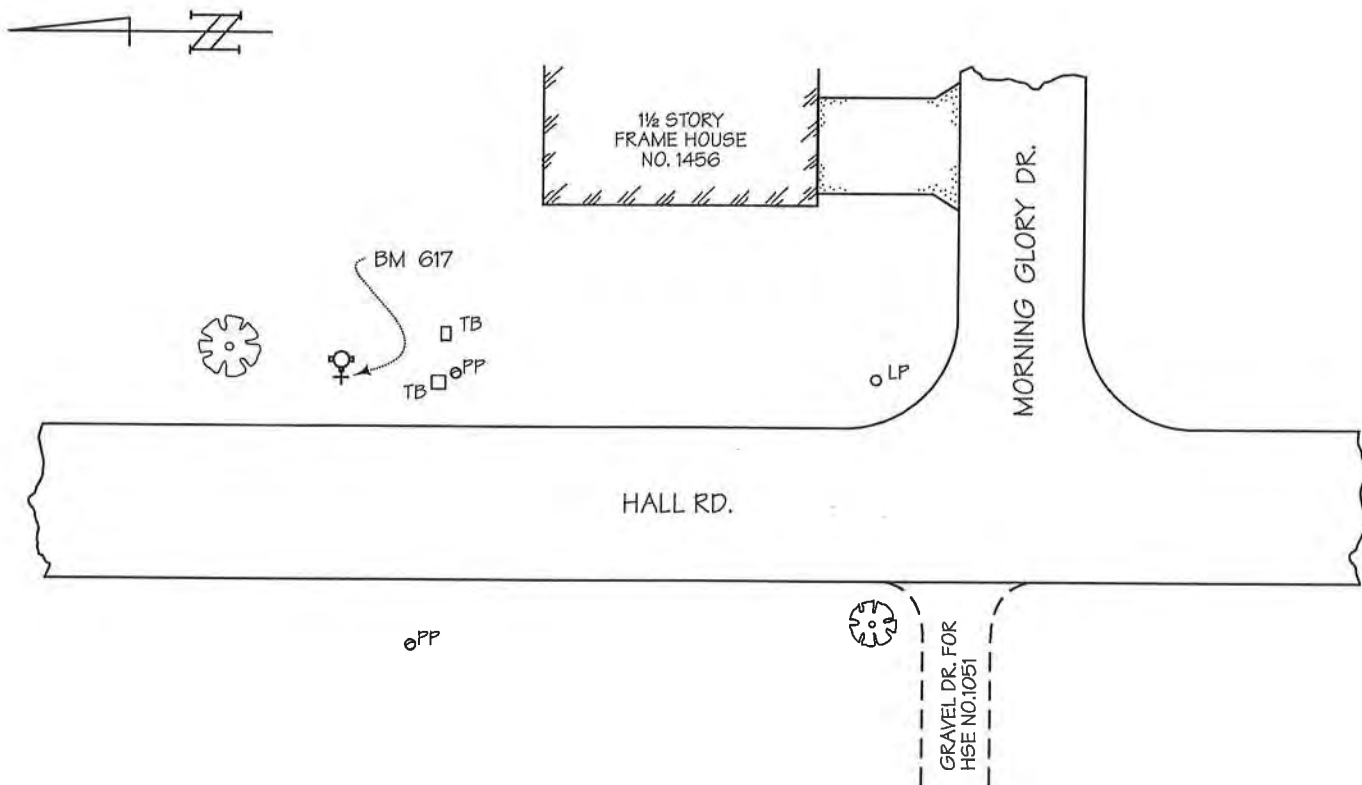 N
1½ STORY
FRAME HOUSE
NO. 1456
MORNING GLORY DR.
BM 617
TB
PP
TB
LP
HALL RD.
PP
GRAVEL DR. FOR
HSE NO.1051